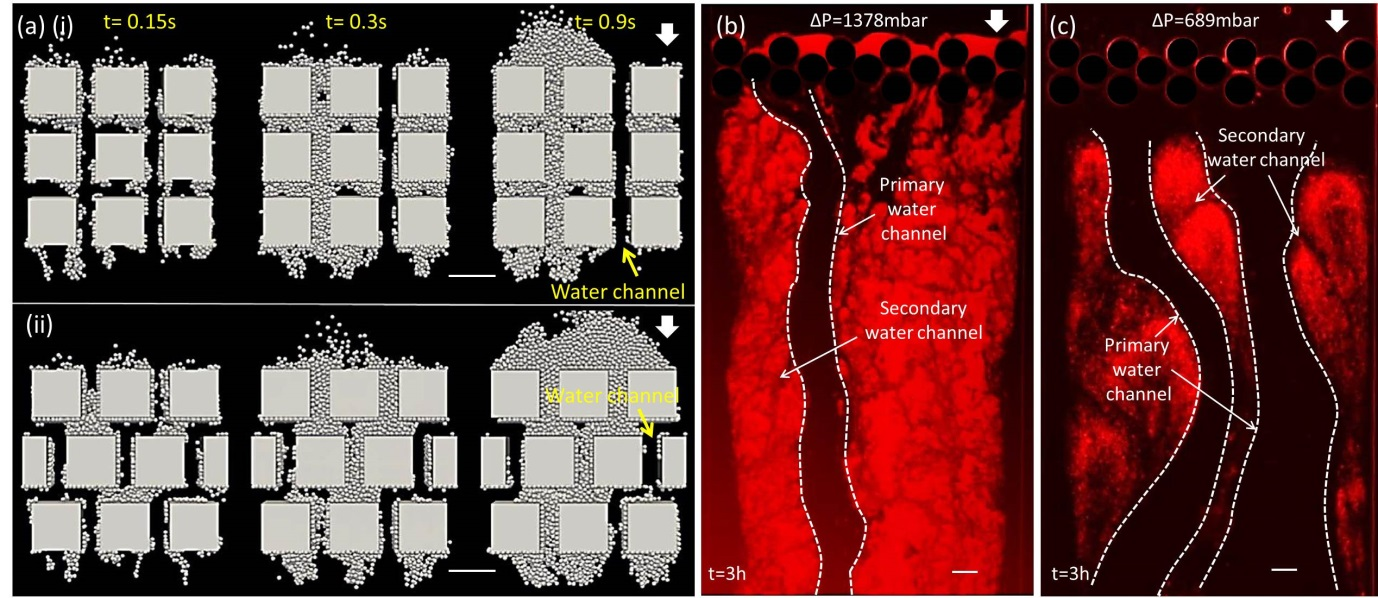 (a) (i)
t= 0.15s
t= 0.3s
t= 0.9s
Water channel
(ii)
Water channel
(b)
ΔP=1378mbar
Primary
water
channel
Secondary
water channel
t=3h
(c)
ΔP=689mbar
Secondary
water channel
Primary
water
channel
t=3h